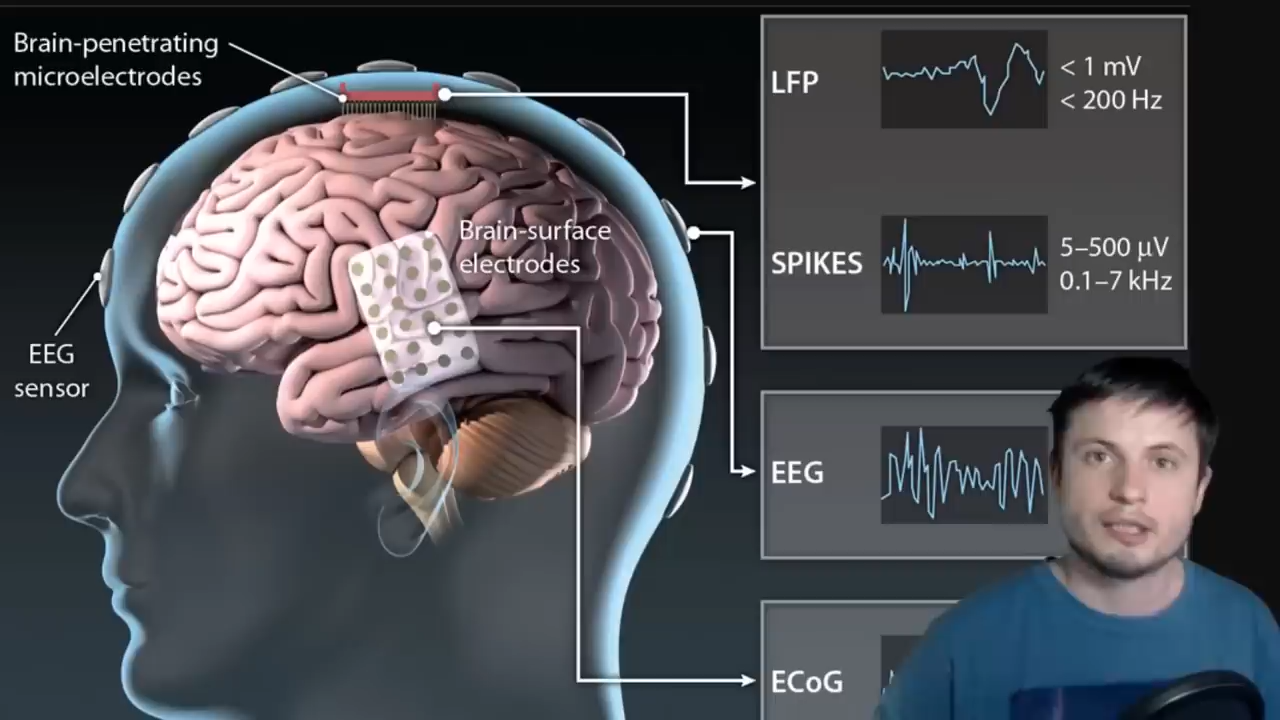 Brain-penetrating
microelectrodes
Brain-surface
electrodes
EEG
sensor
LFP
< 1 mV
< 200 Hz
SPIKES
5–500 µV
0.1–7 kHz
EEG
ECoG